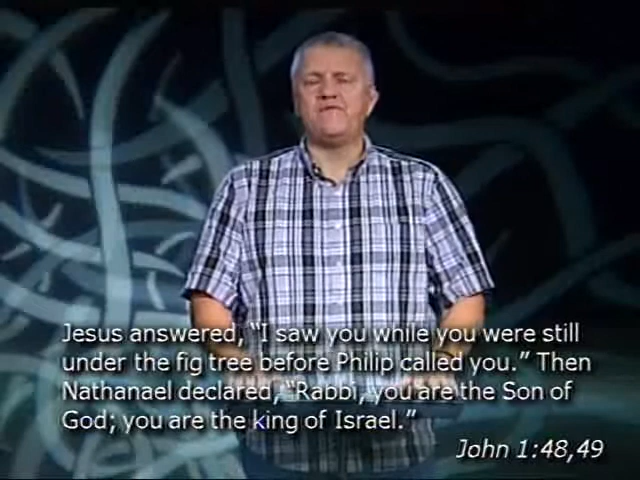 Jesus answered, “I saw you while you were still
under the fig tree before Philip called you.” Then
Nathanael declared, “Rabbi, you are the Son of
God; you are the king of Israel.”
John 1:48,49